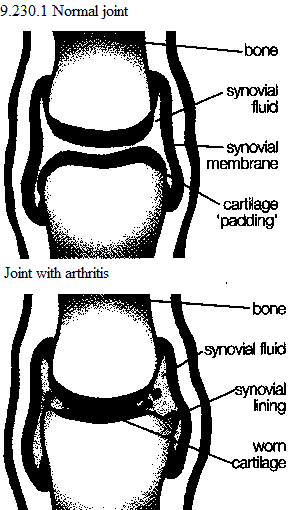 9.230.1 Normal joint
bone
synovial
fluid
synovial
membrane
cartilage
'padding'
Joint with arthritis
bone
synovial fluid
synovial
lining
worn
cartilage